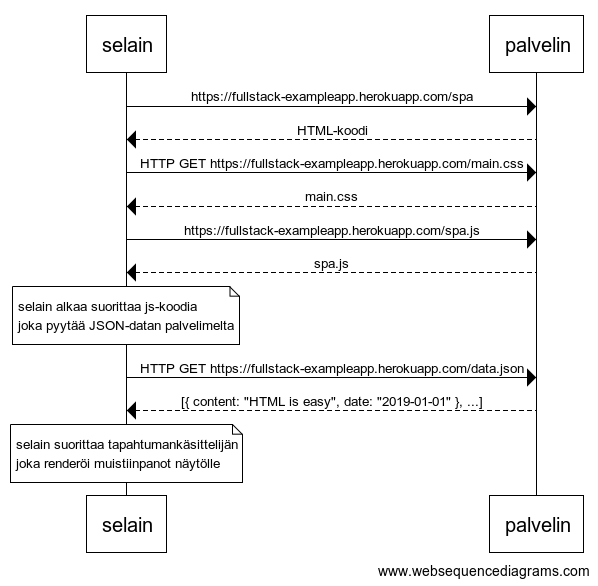 selain palvelin
https://fullstack-exampleapp.herokuapp.com/spa
HTML-koodi
HTTP GET https://fullstack-exampleapp.herokuapp.com/main.css
main.css
https://fullstack-exampleapp.herokuapp.com/spa.js
spa.js
selain alkaa suorittaa js-koodia
joka pyytää JSON-datan palvelimelta
HTTP GET https://fullstack-exampleapp.herokuapp.com/data.json
[{ content: "HTML is easy", date: "2019-01-01" }, ...]
selain suorittaa tapahtumankäsittelijän
joka renderöi muistiinpanot näytölle
selain palvelin
www.websequencediagrams.com